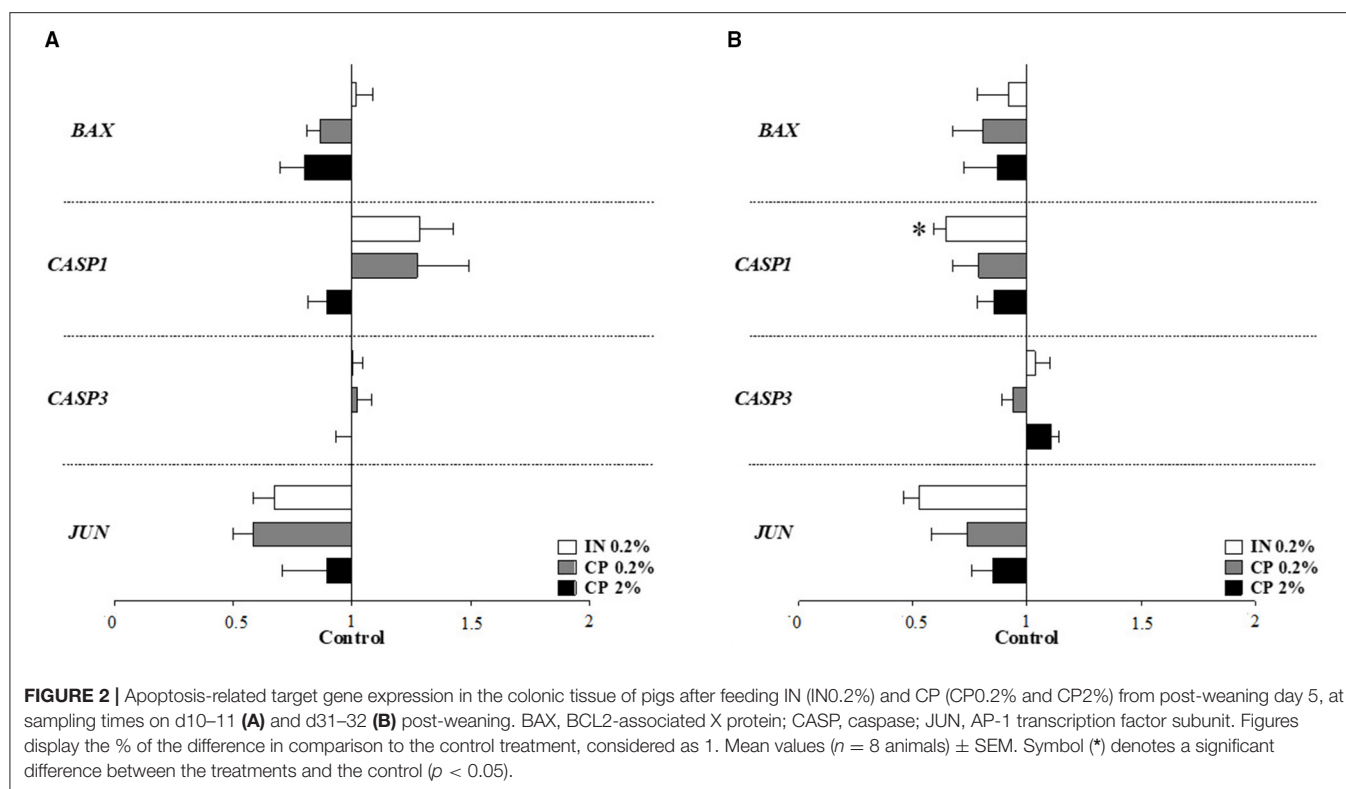 A
BAX
CASP1
CASP3
JUN
IN 0.2%
CP 0.2%
CP 2%
0 0.5 1 1.5 2
Control
B
BAX
*
CASP1
CASP3
JUN
IN 0.2%
CP 0.2%
CP 2%
0 0.5 1 1.5 2
Control
FIGURE 2 | Apoptosis-related target gene expression in the colonic tissue of pigs after feeding IN (IN0.2%) and CP (CP0.2% and CP2%) from post-weaning day 5, at
sampling times on d10–11 (A) and d31–32 (B) post-weaning. BAX, BCL2-associated X protein; CASP, caspase; JUN, AP-1 transcription factor subunit. Figures
display the % of the difference in comparison to the control treatment, considered as 1. Mean values (n = 8 animals) ± SEM. Symbol (*) denotes a significant
difference between the treatments and the control (p < 0.05).